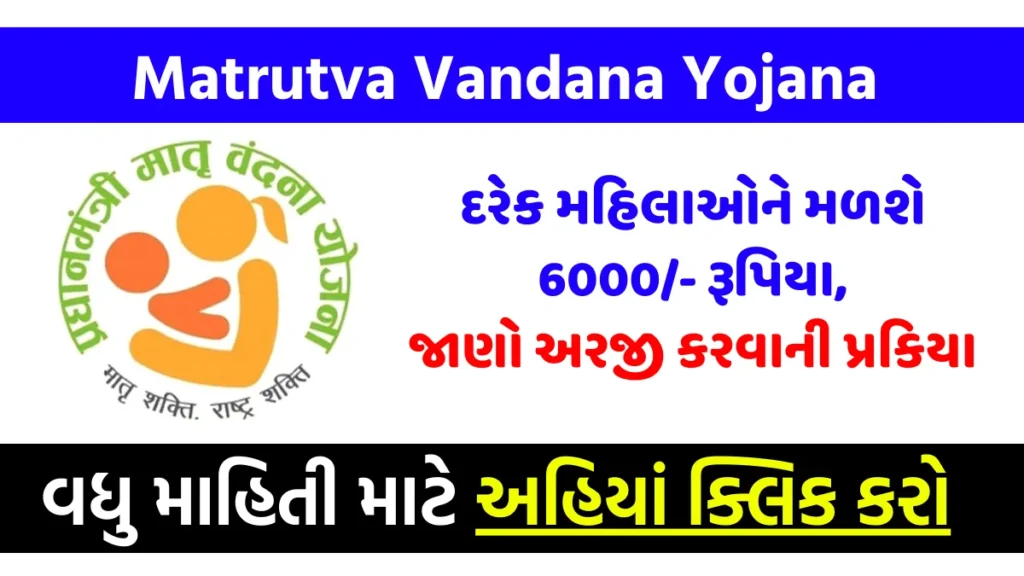 Matrutva Vandana Yojana
प्रधानमंत्री मातृ वंदना योजना
मातृ शक्ति. राष्ट्र शक्ति
દરેક મહિલાઓને મળશે
6000/- રૂપિયા,
જાણો અરજી કરવાની પ્રકિયા
વધુ માહિતી માટે અહિયાં ક્લિક કરો